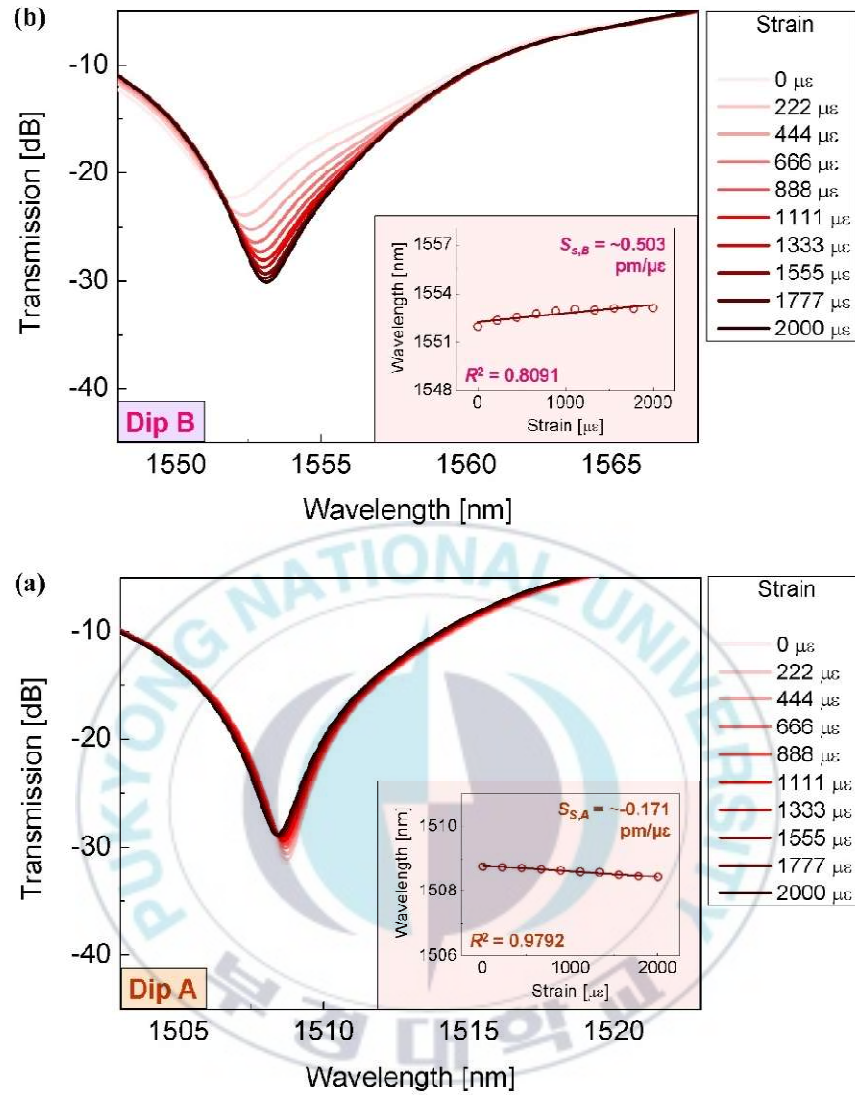 (b)
Transmission [dB]
-10
-20
-30
-40
Dip B
1550
1555
1560
1565
Wavelength [nm]
Wavelength [nm]
1557
1554
1551
1548
S_S,B = ~0.503
pm/με
R² = 0.8091
0
1000
2000
Strain [με]
Strain
0 με
222 με
444 με
666 με
888 με
1111 με
1333 με
1555 με
1777 με
2000 με
(a)
Transmission [dB]
-10
-20
-30
-40
Dip A
1505
1510
1515
1520
Wavelength [nm]
Wavelength [nm]
1510
1508
1506
S_S,A = ~-0.171
pm/με
R² = 0.9792
0
1000
2000
Strain [με]
Strain
0 με
222 με
444 με
666 με
888 με
1111 με
1333 με
1555 με
1777 με
2000 με
PUKYONG NATIONAL UNIVERSITY